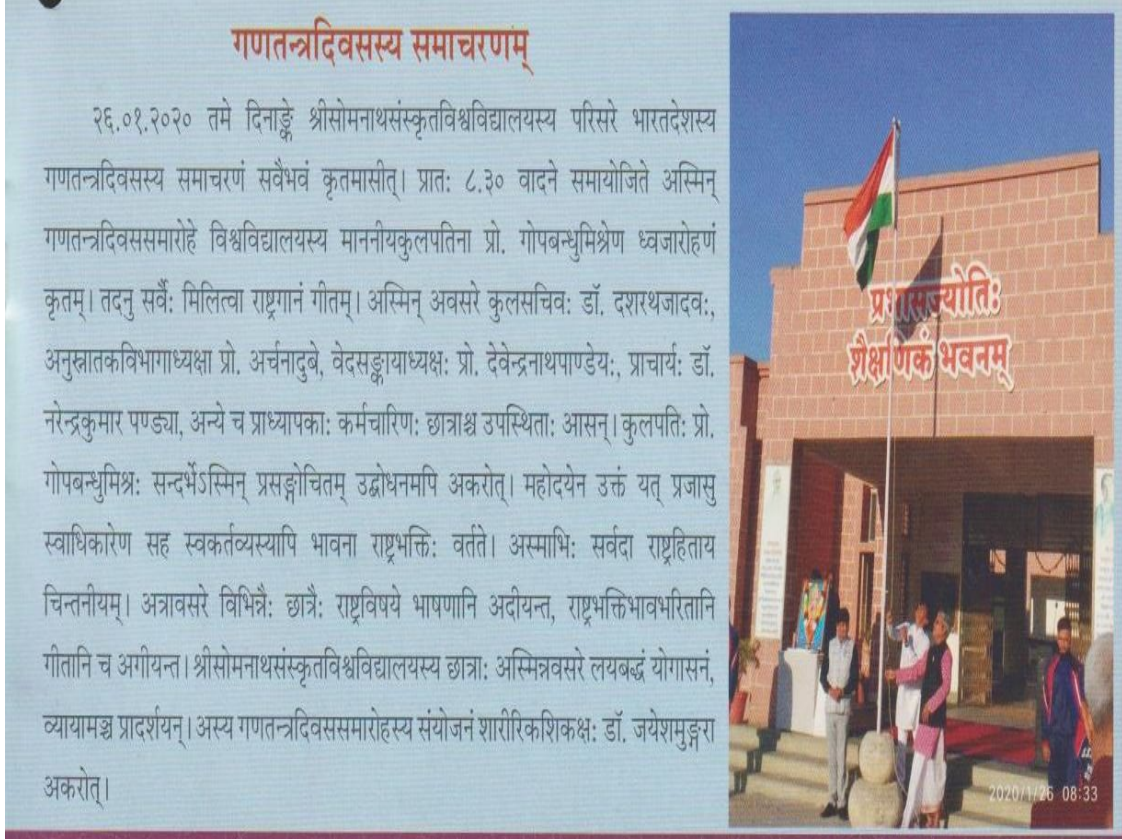 गणतन्त्रदिवसस्य समाचरणम्
२६.०१.२०२० तमे दिनाङ्के श्रीसोमनाथसंस्कृतविश्वविद्यालयस्य परिसरे भारतदेशस्य
गणतन्त्रदिवसस्य समाचरणं सवैभवं कृतमासीत्। प्रात: ८.३० वादने समायोजिते अस्मिन्
गणतन्त्रदिवससमारोहे विश्वविद्यालयस्य माननीयकुलपतिना प्रो. गोपबन्धुमिश्रेण ध्वजारोहणं
कृतम्। तदनु सर्वै: मिलित्वा राष्ट्रगानं गीतम्। अस्मिन् अवसरे कुलसचिव: डॉ. दशरथजादव:,
अनुस्नातकविभागाध्यक्षा प्रो. अर्चनादुबे, वेदसङ्कायाध्यक्ष: प्रो. देवेन्द्रनाथपाण्डेय:, प्राचार्य: डॉ.
नरेन्द्रकुमार पण्ड्या, अन्ये च प्राध्यापका: कर्मचारिण: छात्राश्च उपस्थिता: आसन्। कुलपति: प्रो.
गोपबन्धुमिश्र: सन्दर्भेऽस्मिन् प्रसङ्गोचितम् उद्बोधनमपि अकरोत्। महोदयेन उक्तं यत् प्रजासु
स्वाधिकारेण सह स्वकर्तव्यस्यापि भावना राष्ट्रभक्ति: वर्तते। अस्माभि: सर्वदा राष्ट्रहिताय
चिन्तनीयम्। अत्रावसरे विभिन्नै: छात्रै: राष्ट्रविषये भाषणानि अदीयन्त, राष्ट्रभक्तिभावभरितानि
गीतानि च अगीयन्त। श्रीसोमनाथसंस्कृतविश्वविद्यालयस्य छात्रा: अस्मिन्नवसरे लयबद्धं योगासनं,
व्यायामञ्च प्रादर्शयन्। अस्य गणतन्त्रदिवससमारोहस्य संयोजनं शारीरिकशिकक्ष: डॉ. जयेशमुङ्गरा
अकरोत्।
प्रभासज्योतिः
शैक्षणिकं भवनम्
2020/1/26 08:33